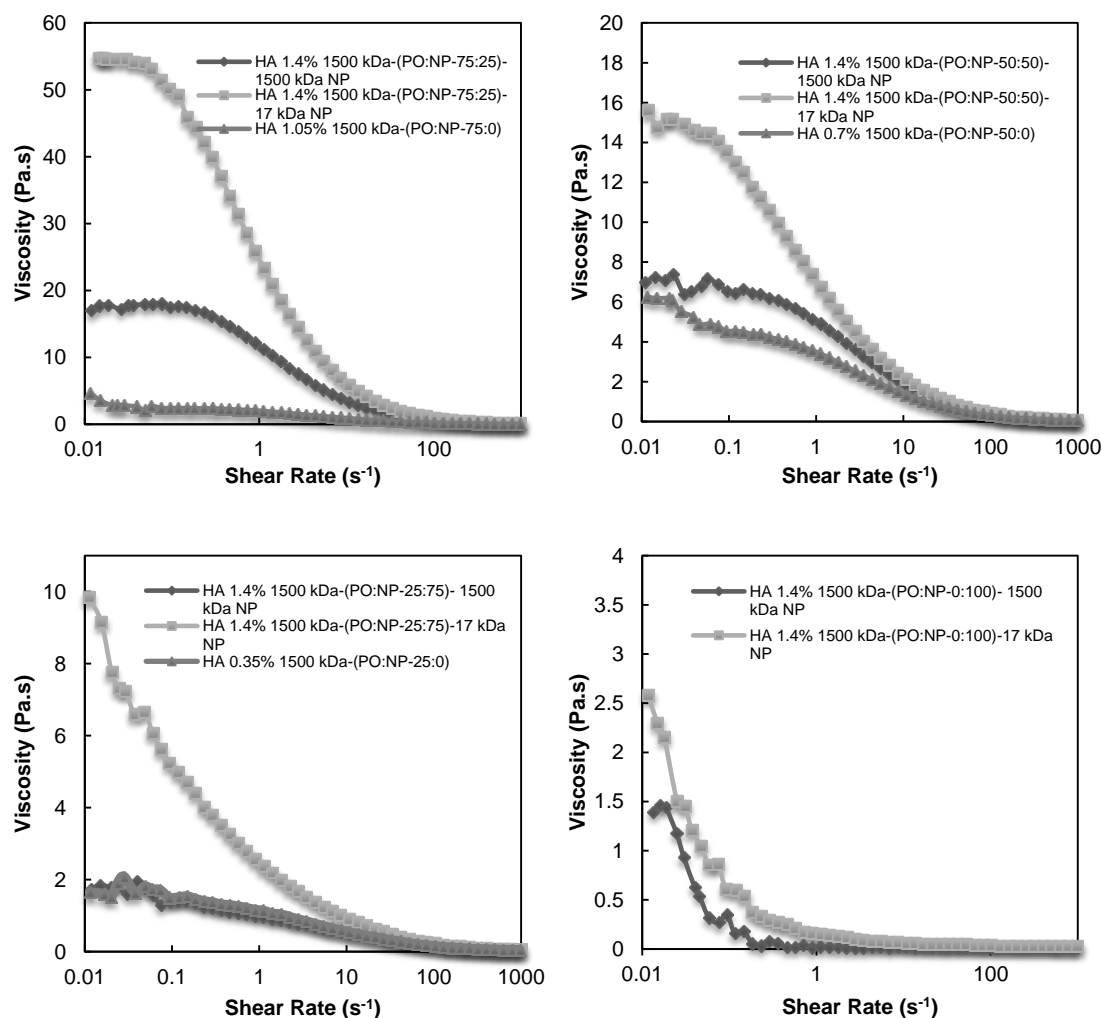 60
50
40
30
20
10
0
Viscosity (Pa.s)
HA 1.4% 1500 kDa-(PO:NP-75:25)-
1500 kDa NP
HA 1.4% 1500 kDa-(PO:NP-75:25)-
17 kDa NP
HA 1.05% 1500 kDa-(PO:NP-75:0)
0.01 1 100
Shear Rate (s-1)
20
18
16
14
12
10
8
6
4
2
0
Viscosity (Pa.s)
HA 1.4% 1500 kDa-(PO:NP-50:50)-
1500 kDa NP
HA 1.4% 1500 kDa-(PO:NP-50:50)-
17 kDa NP
HA 0.7% 1500 kDa-(PO:NP-50:0)
0.01 0.1 1 10 100 1000
Shear Rate (s-1)
10
8
6
4
2
0
Viscosity (Pa.s)
HA 1.4% 1500 kDa-(PO:NP-25:75)- 1500
kDa NP
HA 1.4% 1500 kDa-(PO:NP-25:75)-17 kDa
NP
HA 0.35% 1500 kDa-(PO:NP-25:0)
0.01 0.1 1 10 100 1000
Shear Rate (s-1)
4
3.5
3
2.5
2
1.5
1
0.5
0
Viscosity (Pa.s)
HA 1.4% 1500 kDa-(PO:NP-0:100)- 1500
kDa NP
HA 1.4% 1500 kDa-(PO:NP-0:100)-17 kDa
NP
0.01 1 100
Shear Rate (s-1)